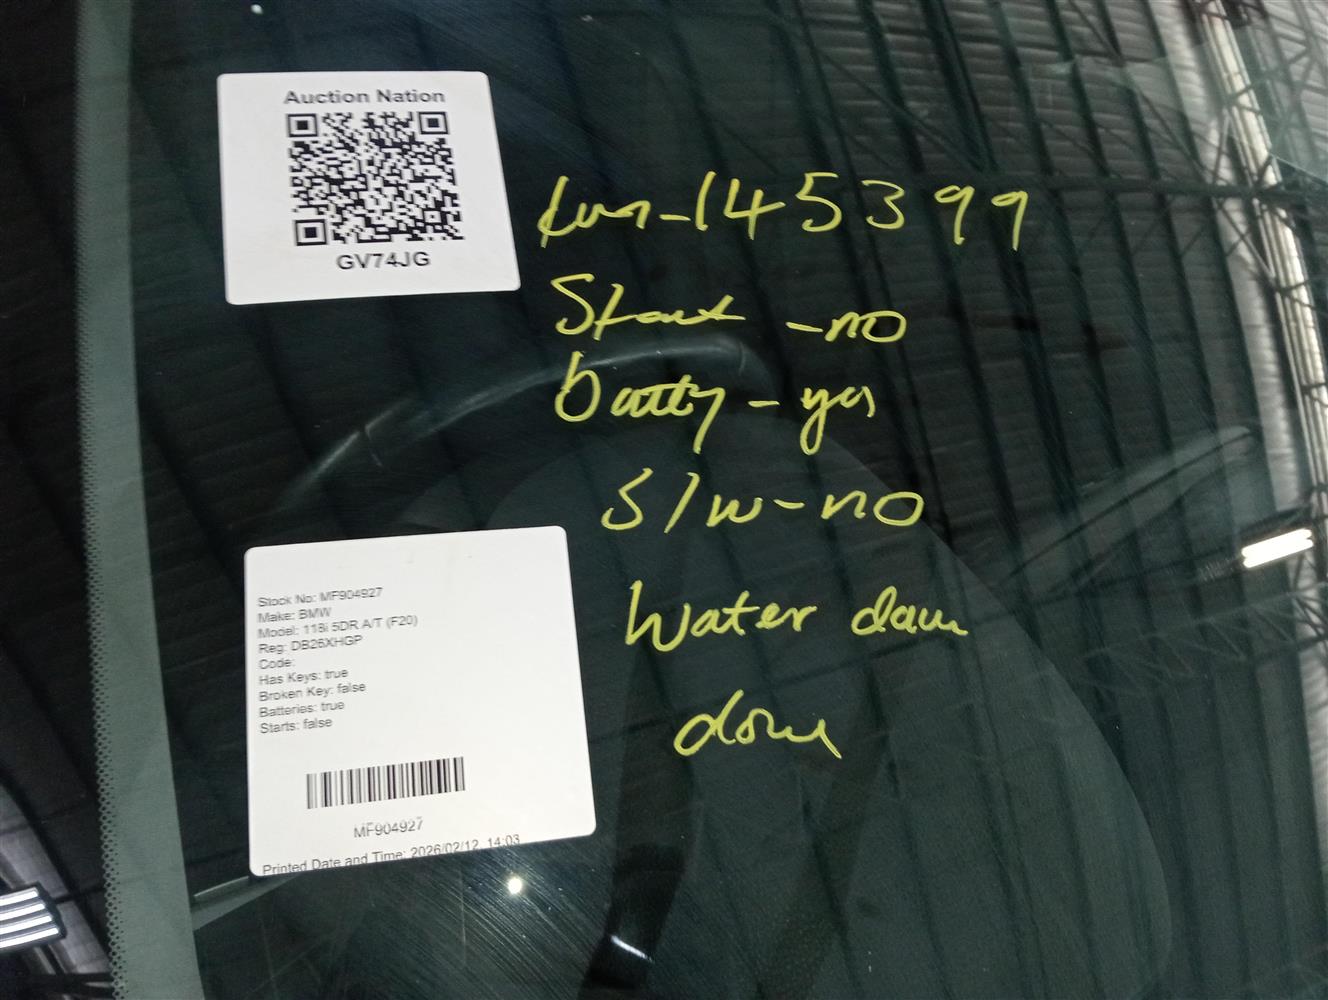 Auction Nation
GV74JG
kms-145399
Start -no
Batty-yes
S/w-no
Water dam
done
Stock No: MF904927
Make: BMW
Model: 118i 5DR A/T (F20)
Reg: DB26XHGP
Code:
Has Keys: true
Broken Key: false
Batteries: true
Starts: false
MF904927
Printed Date and Time: 2026/02/12, 14:03